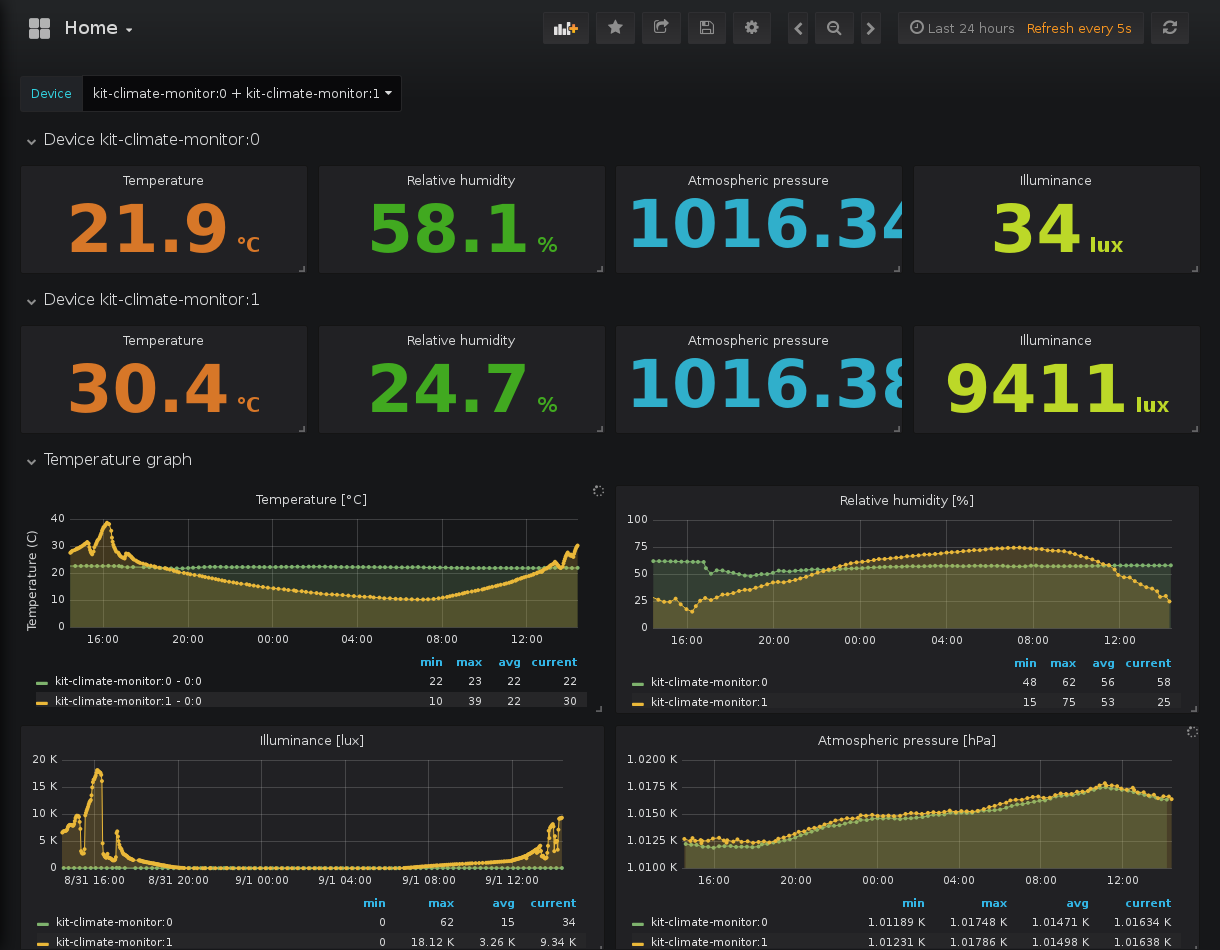 Home
Last 24 hours Refresh every 5s
Device kit-climate-monitor:0 + kit-climate-monitor:1
Device kit-climate-monitor:0
Temperature Relative humidity Atmospheric pressure Illuminance
21.9 °C 58.1 % 1016.34 34 lux
Device kit-climate-monitor:1
Temperature Relative humidity Atmospheric pressure Illuminance
30.4 °C 24.7 % 1016.38 9411 lux
Temperature graph
Temperature [°C]
Temperature (C)
40
30
20
10
0
16:00 20:00 00:00 04:00 08:00 12:00
min max avg current
kit-climate-monitor:0 - 0:0 22 23 22 22
kit-climate-monitor:1 - 0:0 10 39 22 30
Relative humidity [%]
100
75
50
25
0
16:00 20:00 00:00 04:00 08:00 12:00
min max avg current
kit-climate-monitor:0 48 62 56 58
kit-climate-monitor:1 15 75 53 25
Illuminance [lux]
20 K
15 K
10 K
5 K
0
8/31 16:00 8/31 20:00 9/1 00:00 9/1 04:00 9/1 08:00 9/1 12:00
min max avg current
kit-climate-monitor:0 0 62 15 34
kit-climate-monitor:1 0 18.12 K 3.26 K 9.34 K
Atmospheric pressure [hPa]
1.0200 K
1.0175 K
1.0150 K
1.0125 K
1.0100 K
16:00 20:00 00:00 04:00 08:00 12:00
min max avg current
kit-climate-monitor:0 1.01189 K 1.01748 K 1.01471 K 1.01634 K
kit-climate-monitor:1 1.01231 K 1.01786 K 1.01498 K 1.01638 K